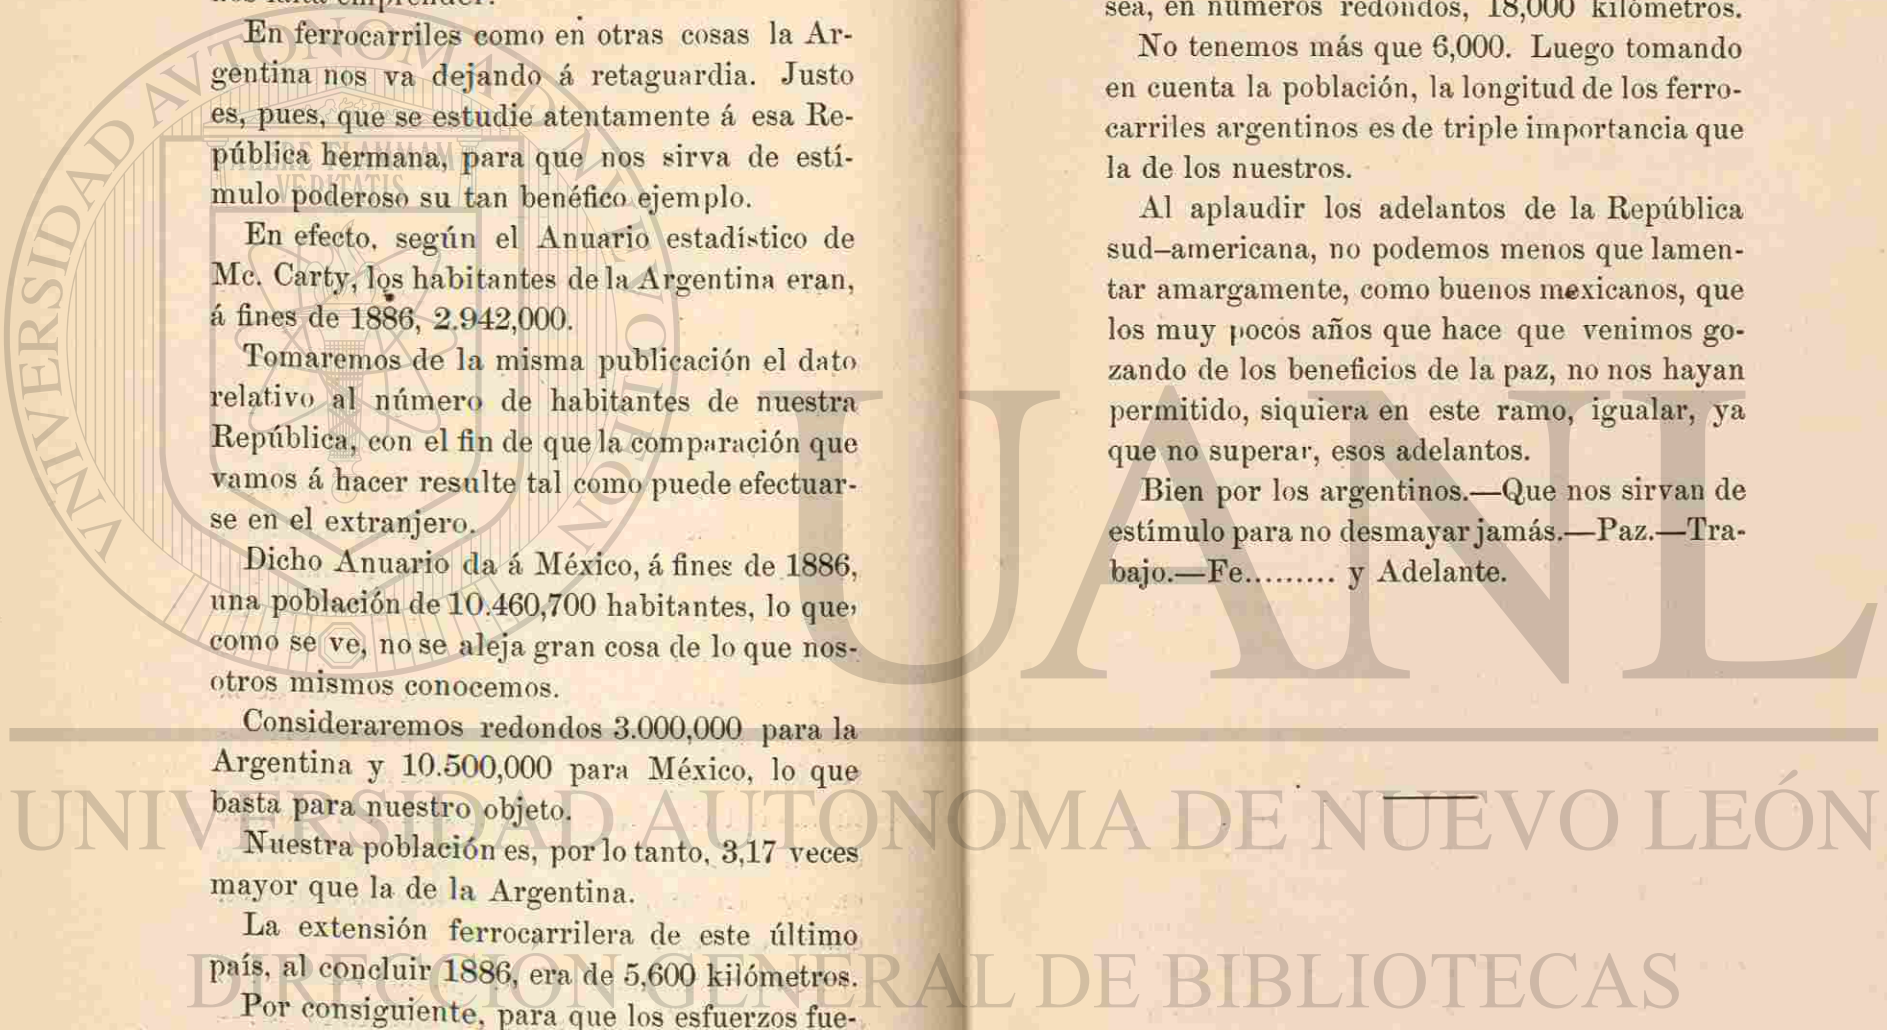 En ferrocarriles como en otras cosas la Ar-
gentina nos va dejando á retaguardia. Justo
es, pues, que se estudie atentamente á esa Re-
pública hermana, para que nos sirva de estí-
mulo poderoso su tan benéfico ejemplo.
En efecto, según el Anuario estadístico de
Mc. Carty, los habitantes de la Argentina eran,
á fines de 1886, 2.942,000.
Tomaremos de la misma publicación el dato
relativo al número de habitantes de nuestra
República, con el fin de que la comparación que
vamos á hacer resulte tal como puede efectuar-
se en el extranjero.
Dicho Anuario da á México, á fines de 1886,
una población de 10.460,700 habitantes, lo que,
como se ve, no se aleja gran cosa de lo que nos-
otros mismos conocemos.
Consideraremos redondos 3.000,000 para la
Argentina y 10.500,000 para México, lo que
basta para nuestro objeto.
Nuestra población es, por lo tanto, 3,17 veces
mayor que la de la Argentina.
La extensión ferrocarrilera de este último
país, al concluir 1886, era de 5,600 kilómetros.
Por consiguiente, para que los esfuerzos fue-
sea, en números redondos, 18,000 kilómetros.
No tenemos más que 6,000. Luego tomando
en cuenta la población, la longitud de los ferro-
carriles argentinos es de triple importancia que
la de los nuestros.
Al aplaudir los adelantos de la República
sud-americana, no podemos menos que lamen-
tar amargamente, como buenos mexicanos, que
los muy pocos años que hace que venimos go-
zando de los beneficios de la paz, no nos hayan
permitido, siquiera en este ramo, igualar, ya
que no superar, esos adelantos.
Bien por los argentinos.—Que nos sirvan de
estímulo para no desmayar jamás.—Paz.—Tra-
bajo.—Fe......... y Adelante.
UNIVERSIDAD AUTONOMA DE NUEVO LEÓN
ALERE FLAMMAM
VERITATIS
UANL
UNIVERSIDAD AUTONOMA DE NUEVO LEÓN
DIRECCION GENERAL DE BIBLIOTECAS